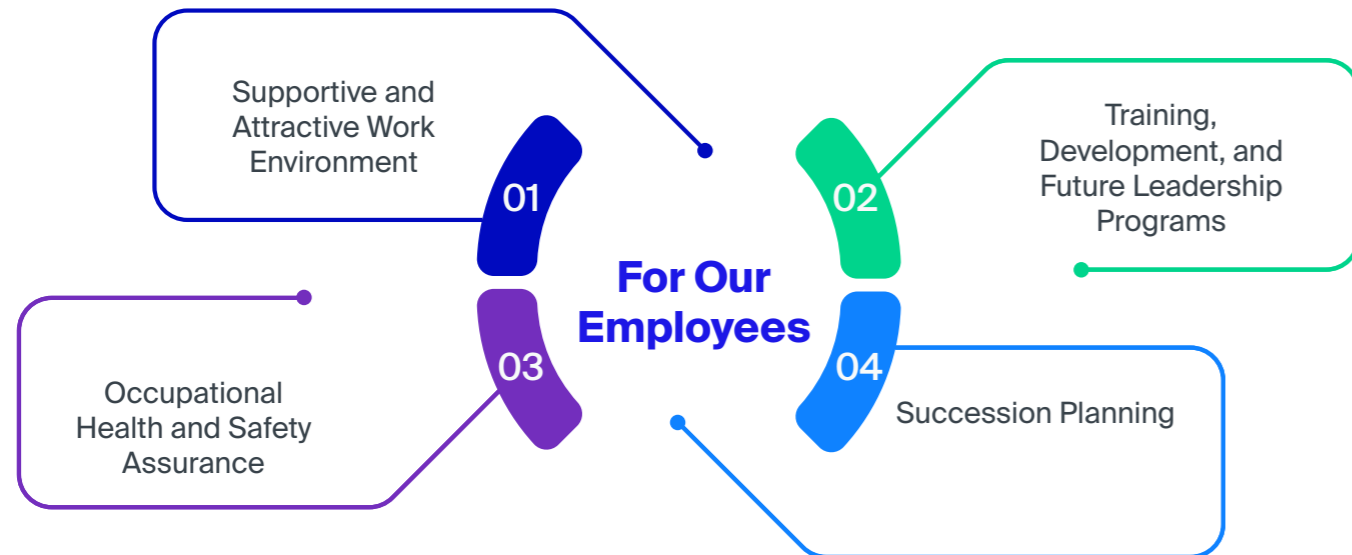 Supportive and
Attractive Work
Environment
01
02
Training,
Development, and
Future Leadership
Programs
For Our
Employees
03
Occupational
Health and Safety
Assurance
04
Succession Planning